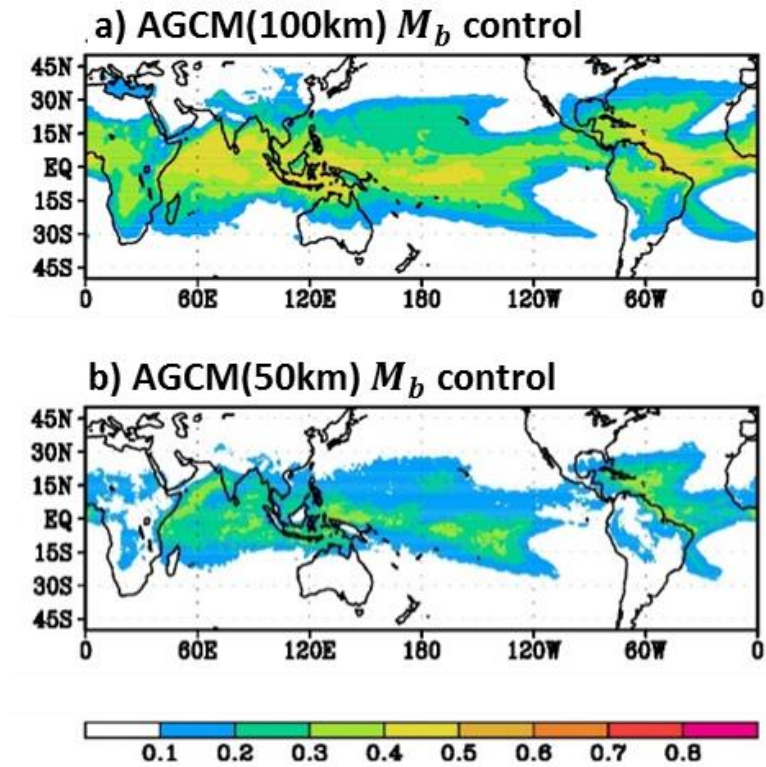 a) AGCM(100km) M_b control
45N
30N
15N
EQ
15S
30S
45S
0 60E 120E 180 120W 60W 0
b) AGCM(50km) M_b control
45N
30N
15N
EQ
15S
30S
45S
0 60E 120E 180 120W 60W 0
0.1 0.2 0.3 0.4 0.5 0.6 0.7 0.8